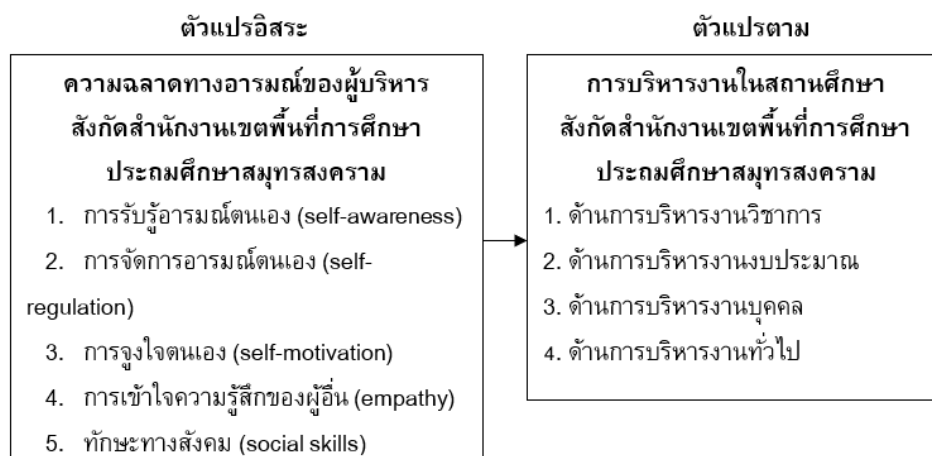 ตัวแปรอิสระ
ความฉลาดทางอารมณ์ของผู้บริหาร
สังกัดสำนักงานเขตพื้นที่การศึกษา
ประถมศึกษาสมุทรสงคราม
1. การรับรู้อารมณ์ตนเอง (self-awareness)
2. การจัดการอารมณ์ตนเอง (self-
regulation)
3. การจูงใจตนเอง (self-motivation)
4. การเข้าใจความรู้สึกของผู้อื่น (empathy)
5. ทักษะทางสังคม (social skills)
ตัวแปรตาม
การบริหารงานในสถานศึกษา
สังกัดสำนักงานเขตพื้นที่การศึกษา
ประถมศึกษาสมุทรสงคราม
1. ด้านการบริหารงานวิชาการ
2. ด้านการบริหารงานงบประมาณ
3. ด้านการบริหารงานบุคคล
4. ด้านการบริหารงานทั่วไป